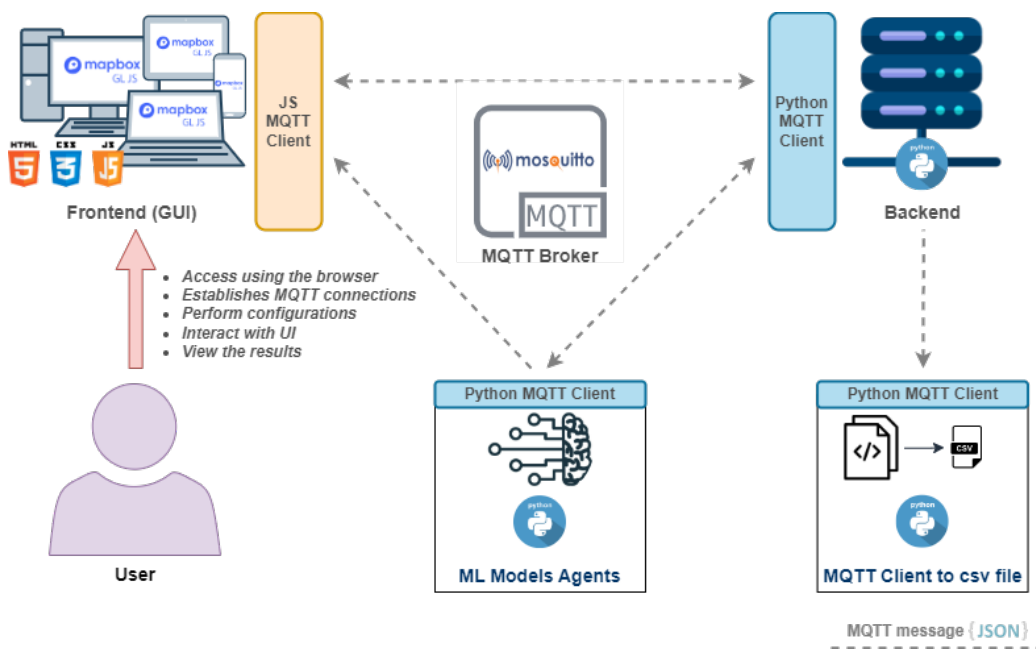 mapbox
GL JS
mapbox
GL JS
mapbox
mapbox
GL JS
HTML
5
CSS
3
JS
JS
Frontend (GUI)
JS
MQTT
Client
mosquitto
MQTT
MQTT Broker
Python
MQTT
Client
python
Backend
Access using the browser
Establishes MQTT connections
Perform configurations
Interact with UI
View the results
User
Python MQTT Client
python
ML Models Agents
Python MQTT Client
</>
CSV
python
MQTT Client to csv file
MQTT message {JSON}